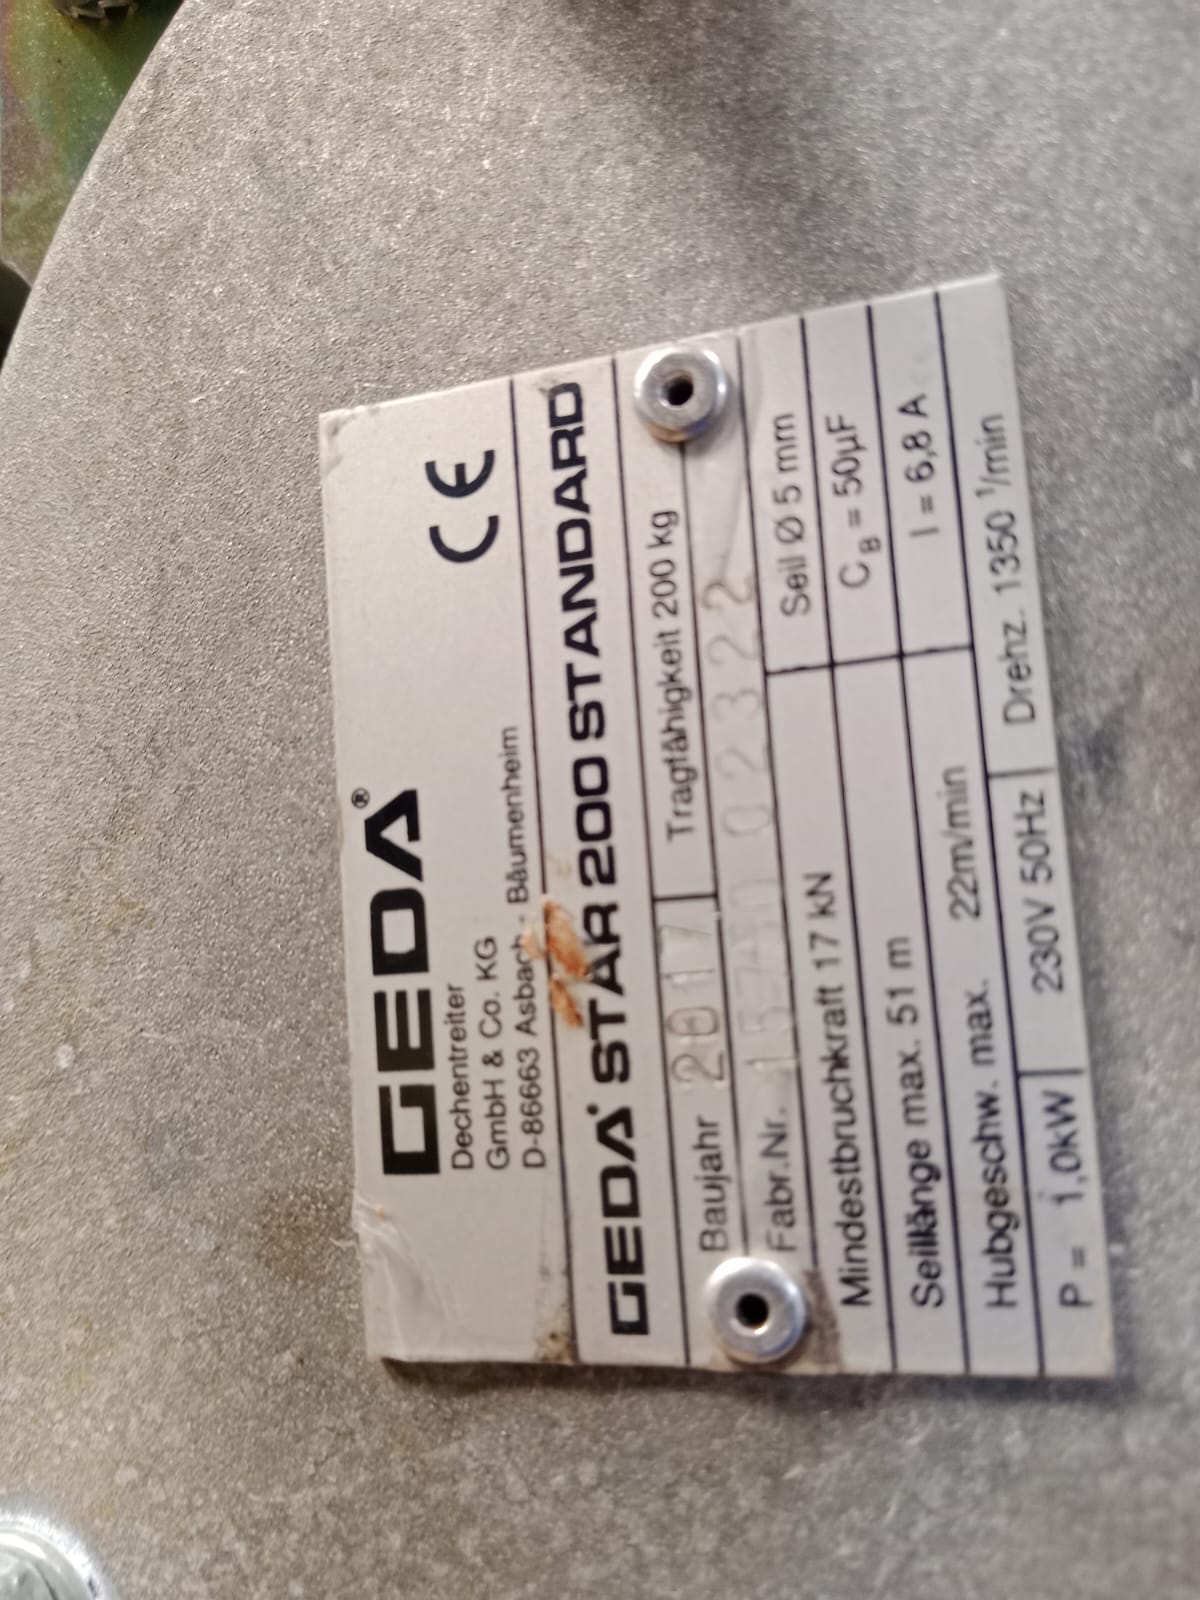 GEDA®
CE
Dechentreiter
GmbH & Co. KG
D-86663 Asbach - Bäumenheim
GEDA® STAR 200 STANDARD
Baujahr 2017 Tragfähigkeit 200 kg
Fabr.Nr. 02322
Seil Ø 5 mm
Mindestbruchkraft 17 KN
Seillänge max. 51 m CB = 50µF
Hubgeschw. max. 22m/min I = 6,8 A
P = 1,0kW 230V 50Hz Drehz. 1350 1/min